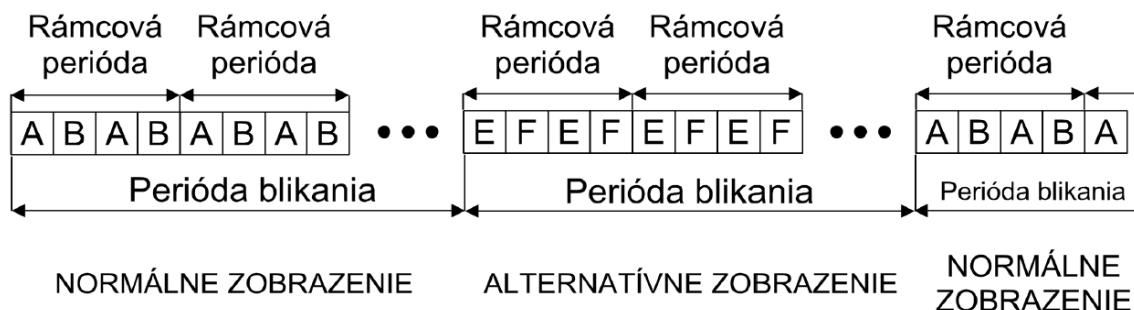 Rámcová Rámcová Rámcová Rámcová Rámcová
perióda perióda perióda perióda perióda
A B A B A B A B ••• E F E F E F E F ••• A B A B A
Perióda blikania Perióda blikania Perióda blikania
NORMÁLNE ZOBRAZENIE ALTERNATÍVNE ZOBRAZENIE NORMÁLNE
ZOBRAZENIE